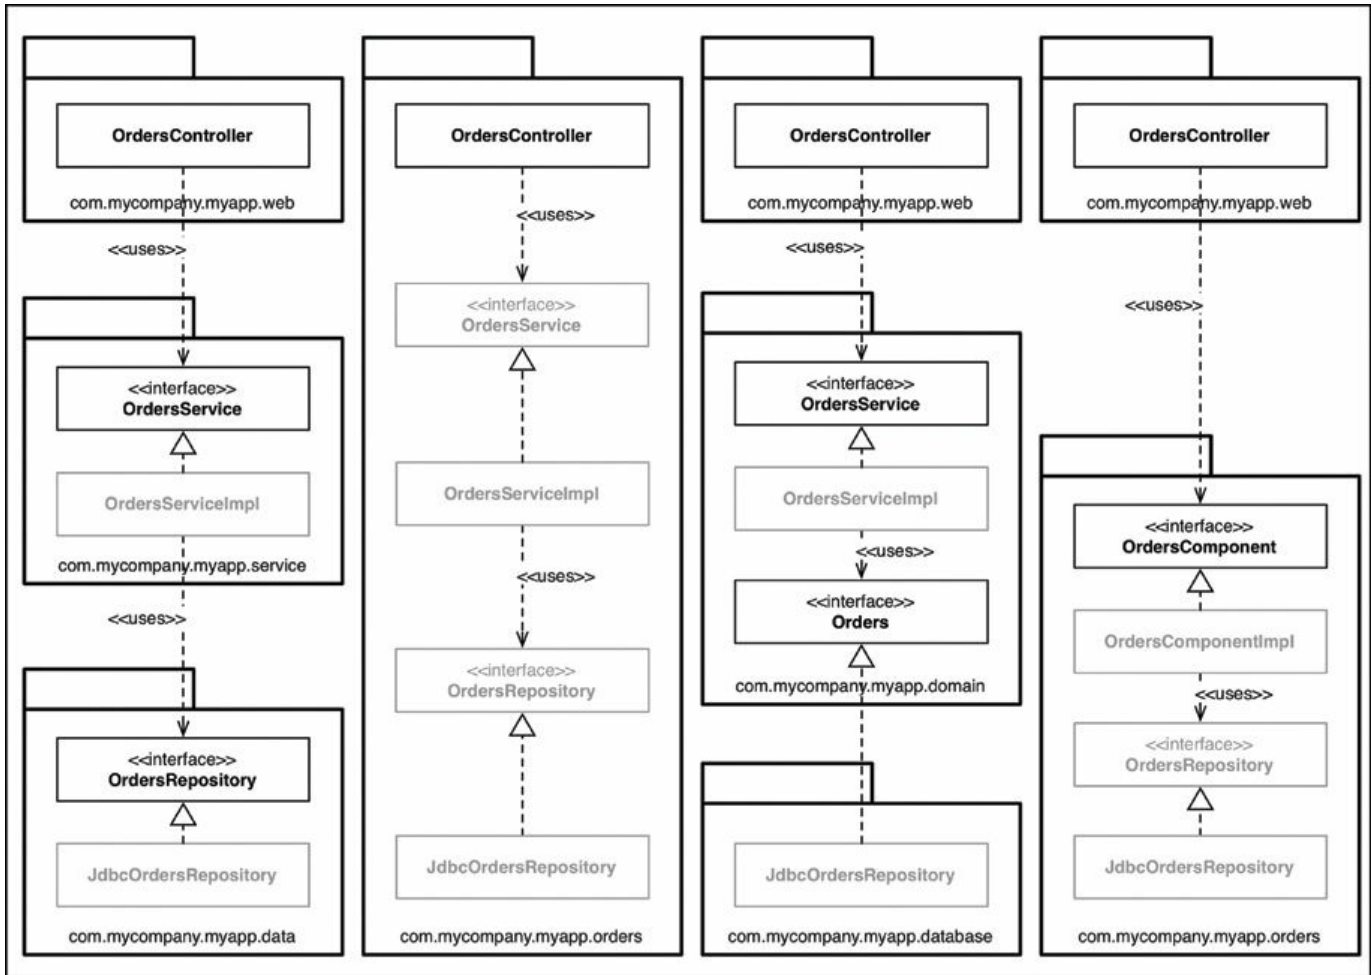 OrdersController
com.mycompany.myapp.web
<<uses>>
<<interface>>
OrdersService
OrdersServiceImpl
com.mycompany.myapp.service
<<uses>>
<<interface>>
OrdersRepository
JdbcOrdersRepository
com.mycompany.myapp.data
OrdersController
<<uses>>
<<interface>>
OrdersService
OrdersServiceImpl
<<uses>>
<<interface>>
OrdersRepository
JdbcOrdersRepository
com.mycompany.myapp.orders
OrdersController
com.mycompany.myapp.web
<<uses>>
<<interface>>
OrdersService
OrdersServiceImpl
<<uses>>
<<interface>>
Orders
com.mycompany.myapp.domain
JdbcOrdersRepository
com.mycompany.myapp.database
OrdersController
com.mycompany.myapp.web
<<uses>>
<<interface>>
OrdersComponent
OrdersComponentImpl
<<uses>>
<<interface>>
OrdersRepository
JdbcOrdersRepository
com.mycompany.myapp.orders